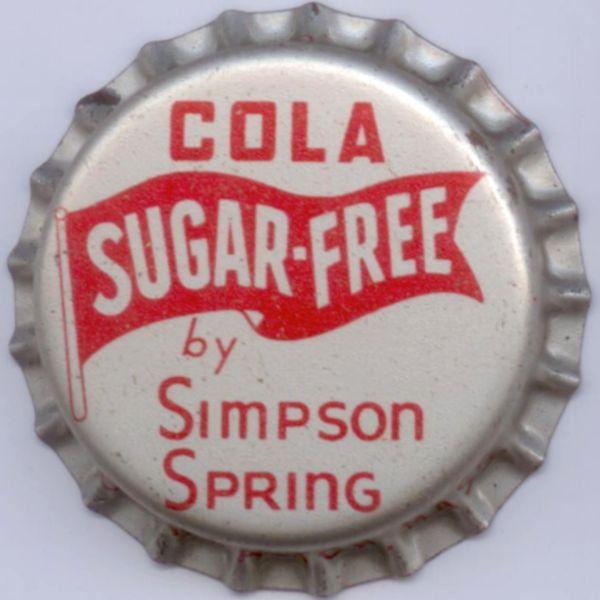 COLA
SUGAR-FREE
by
SIMPSON
SPRING